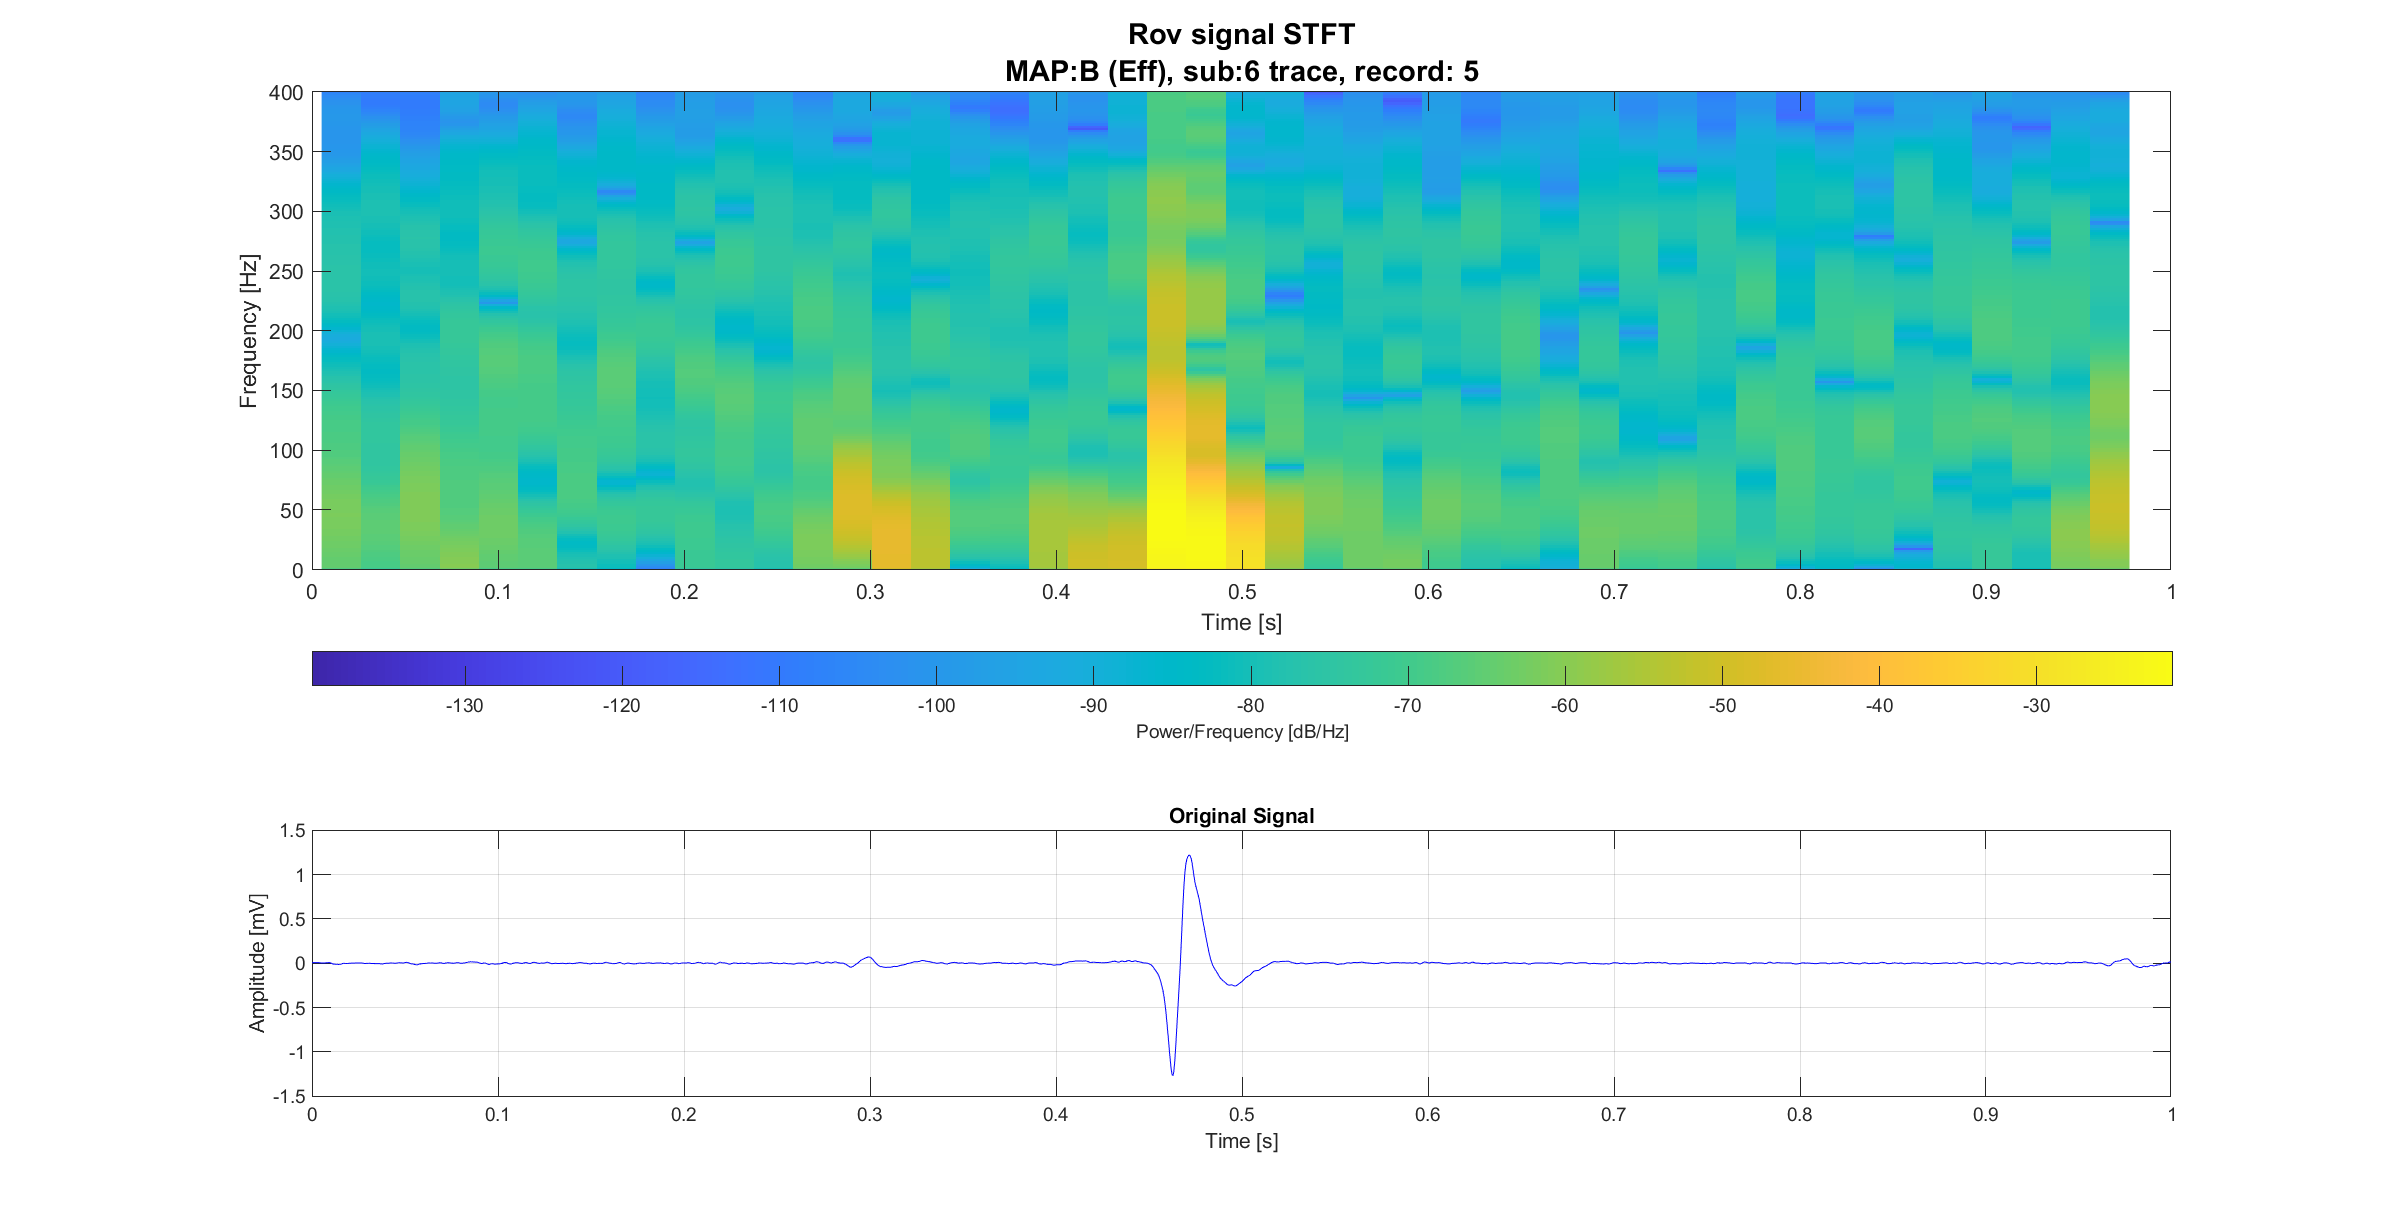 Rov signal STFT
MAP:B (Eff), sub:6 trace, record: 5
400
350
300
250
200
150
100
50
0
Frequency [Hz]
0 0.1 0.2 0.3 0.4 0.5 0.6 0.7 0.8 0.9 1
Time [s]
-130 -120 -110 -100 -90 -80 -70 -60 -50 -40 -30
Power/Frequency [dB/Hz]
Original Signal
1.5
1
0.5
0
-0.5
-1
-1.5
Amplitude [mV]
0 0.1 0.2 0.3 0.4 0.5 0.6 0.7 0.8 0.9 1
Time [s]